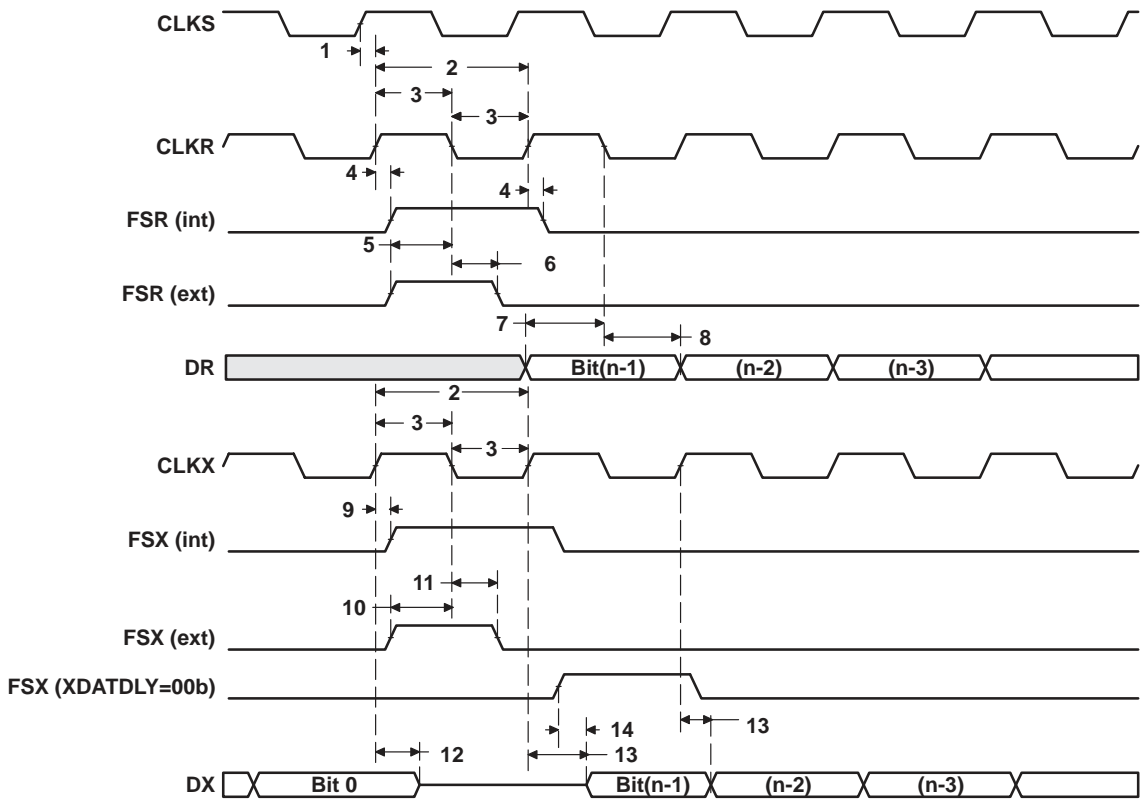 CLKS
1
2
3
3
CLKR
4
4
FSR (int)
5
6
FSR (ext)
7
8
DR
Bit(n-1)
(n-2)
(n-3)
2
3
3
CLKX
9
FSX (int)
11
10
FSX (ext)
FSX (XDATDLY=00b)
14
13
12
13
DX
Bit 0
Bit(n-1)
(n-2)
(n-3)